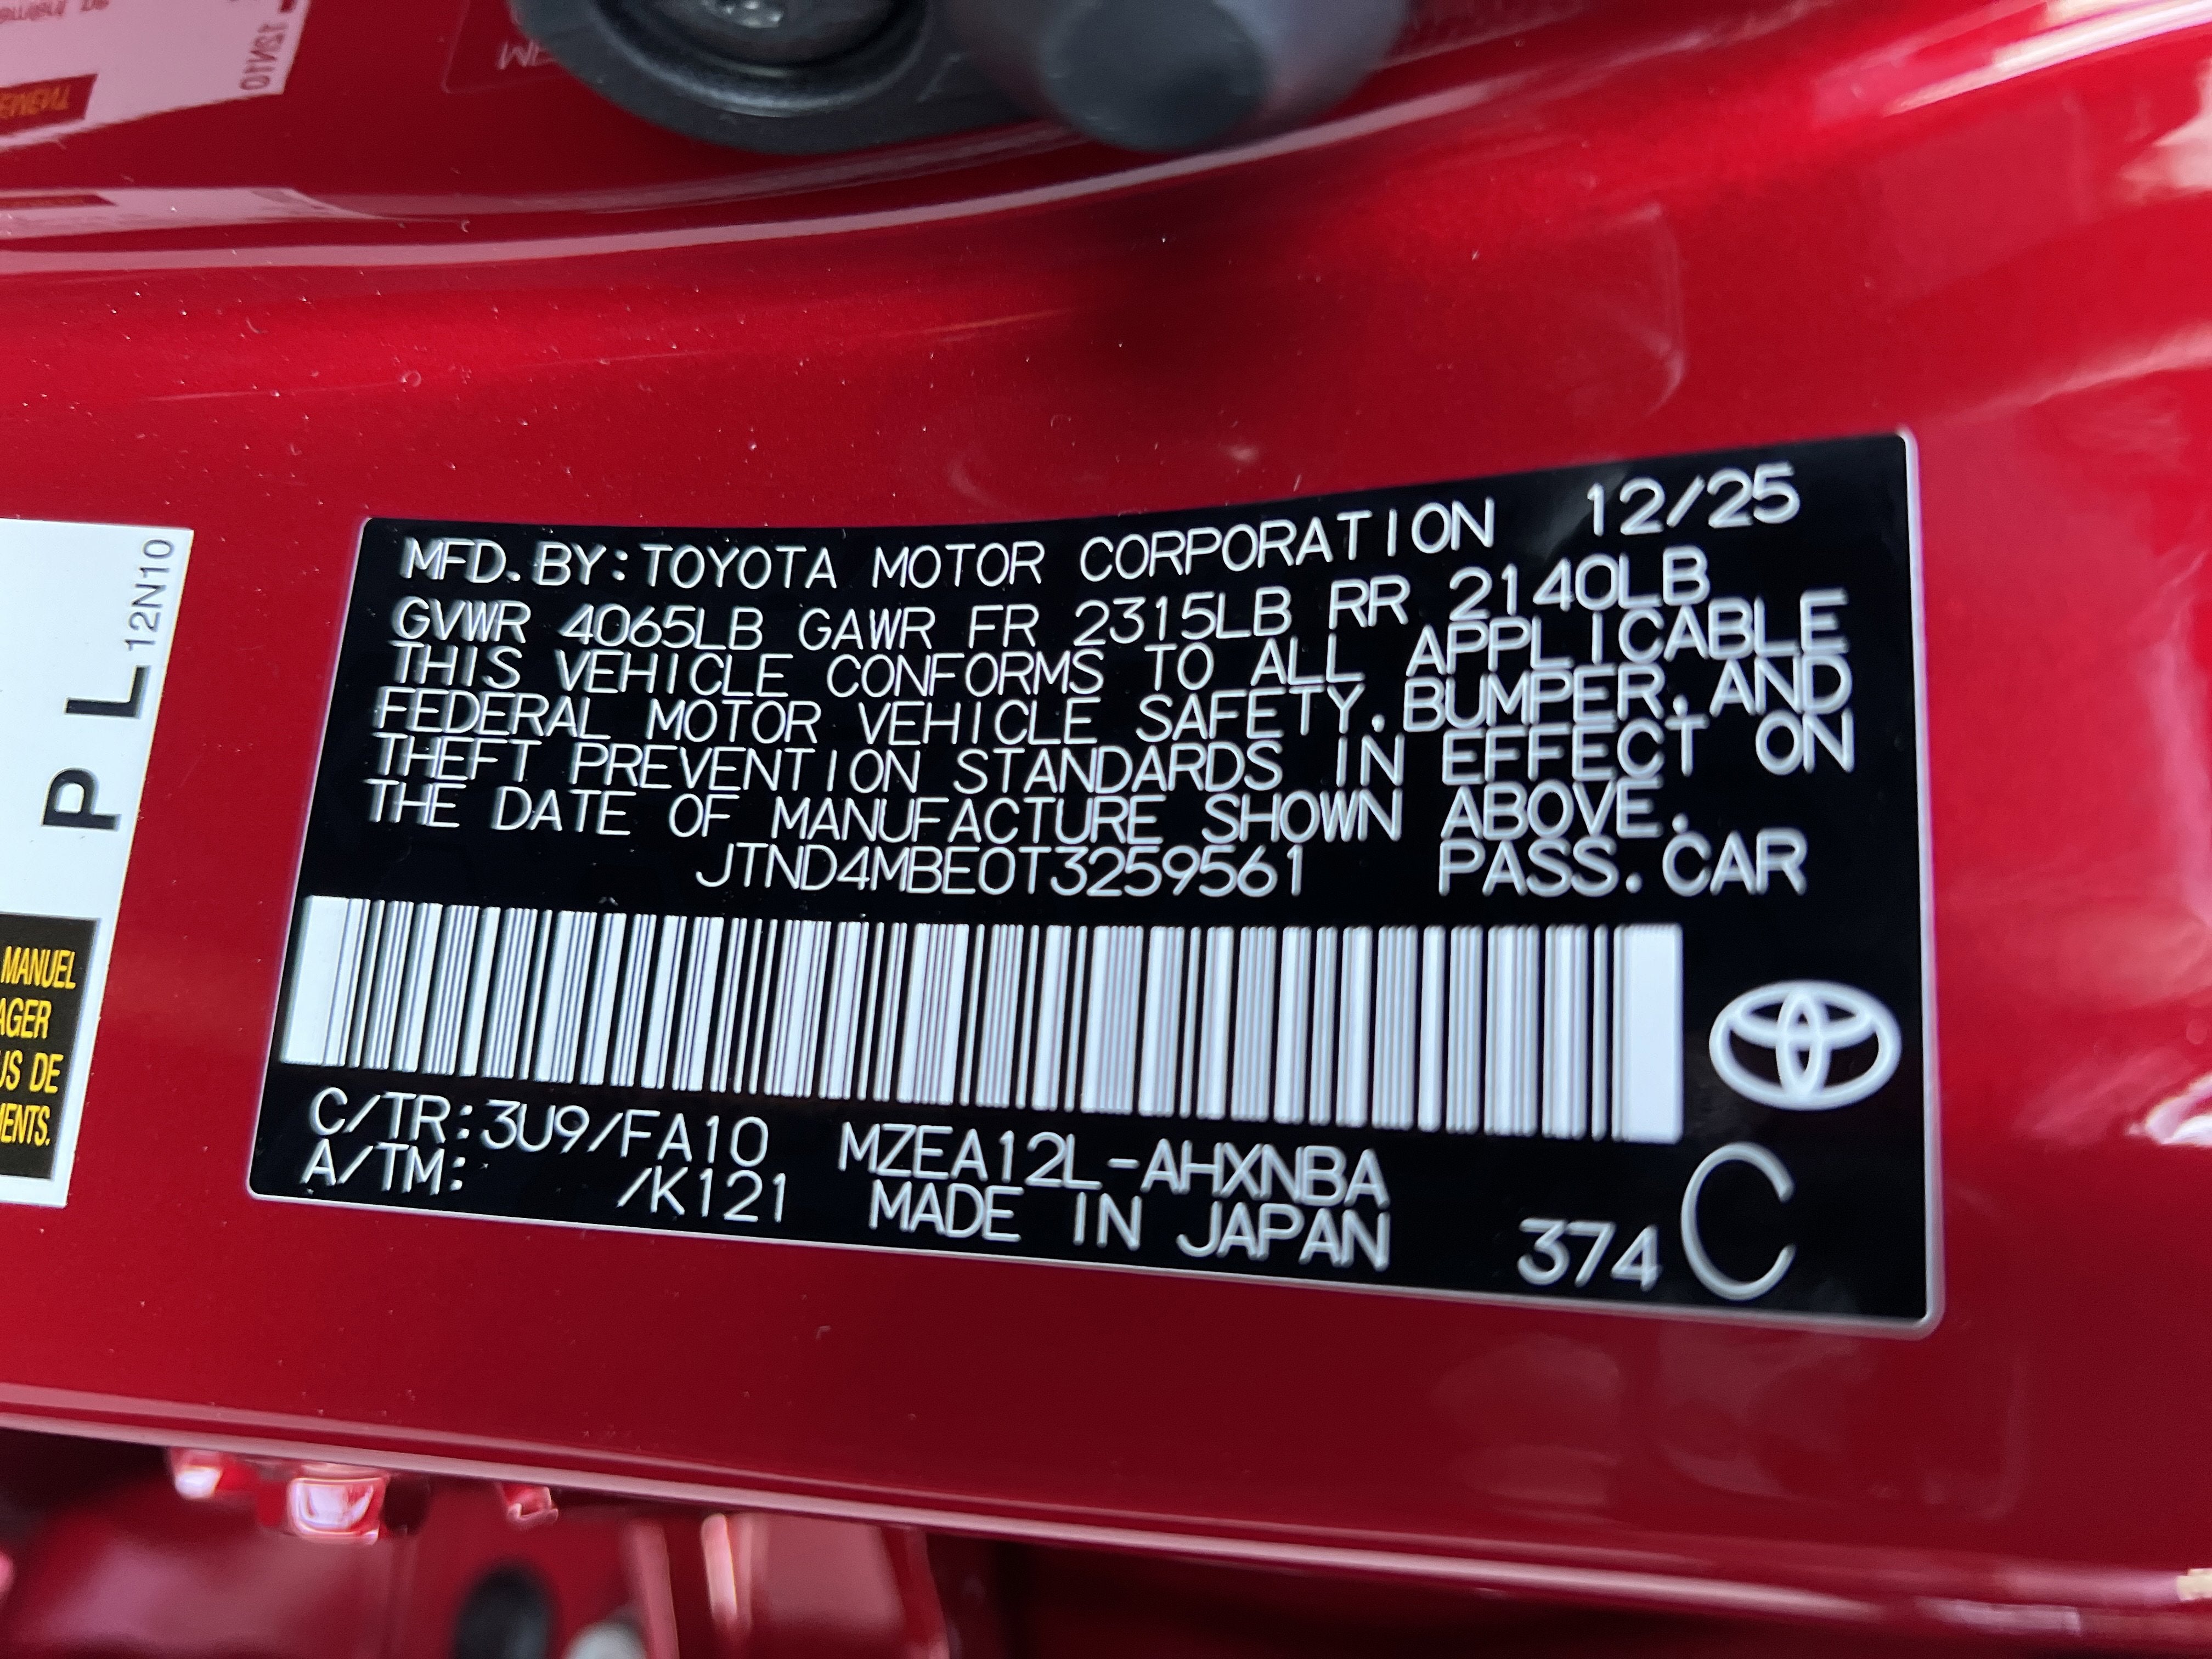 MFD. BY: TOYOTA MOTOR CORPORATION 12/25
GVWR 4065LB GAWR FR 2315LB RR 2140LB
THIS VEHICLE CONFORMS TO ALL APPLICABLE
FEDERAL MOTOR VEHICLE SAFETY, BUMPER, AND
THEFT PREVENTION STANDARDS IN EFFECT ON
THE DATE OF MANUFACTURE SHOWN ABOVE.
JTND4MBE0T3259561 PASS. CAR
C/TR: 3U9/FA10 MZEA12L-AHXNBA
A/TM: /K121 MADE IN JAPAN 374 C
P L 12N10
MANUEL
AGER
US DE
MENTS.